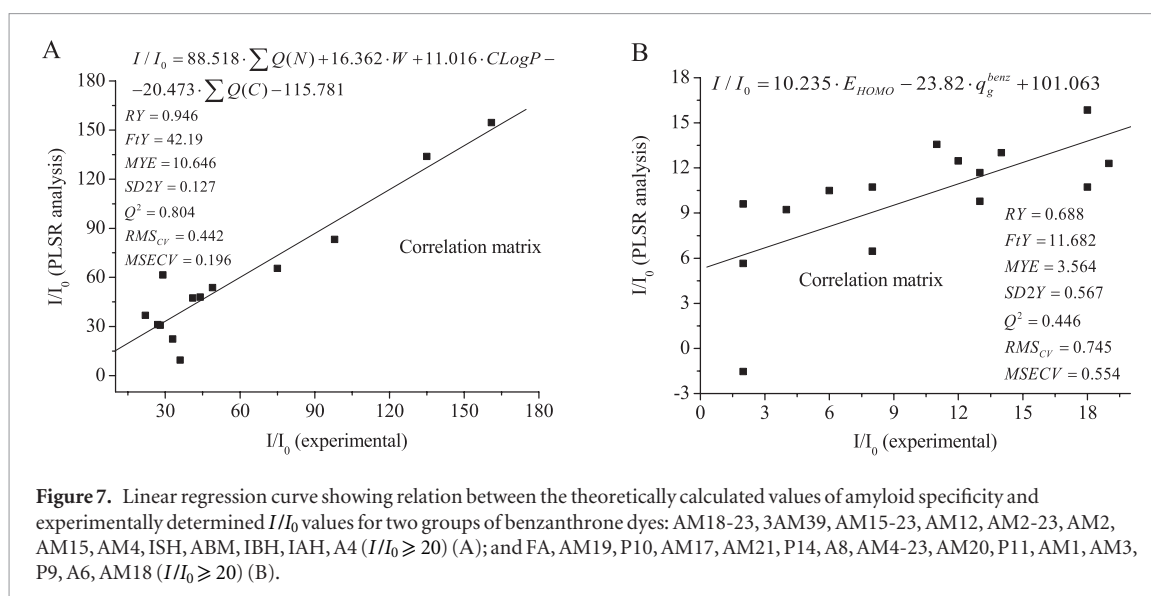 A
I / I₀ = 88.518 · ∑ Q(N) + 16.362 · W + 11.016 · CLogP −
−20.473 · ∑ Q(C) − 115.781
RY = 0.946
FtY = 42.19
MYE = 10.646
SD2Y = 0.127
Q² = 0.804
RMS_CV = 0.442
MSECV = 0.196
Correlation matrix
I/I₀ (PLSR analysis)
180
150
120
90
60
30
0
30 60 90 120 150 180
I/I₀ (experimental)
B
I / I₀ = 10.235 · E_HOMO − 23.82 · q_g^benz + 101.063
RY = 0.688
FtY = 11.682
MYE = 3.564
SD2Y = 0.567
Q² = 0.446
RMS_CV = 0.745
MSECV = 0.554
Correlation matrix
I/I₀ (PLSR analysis)
18
15
12
9
6
3
0
-3
0 3 6 9 12 15 18
I/I₀ (experimental)
Figure 7. Linear regression curve showing relation between the theoretically calculated values of amyloid specificity and
experimentally determined I/I₀ values for two groups of benzanthrone dyes: AM18-23, 3AM39, AM15-23, AM12, AM2-23, AM2,
AM15, AM4, ISH, ABM, IBH, IAH, A4 (I/I₀ ⩾ 20) (A); and FA, AM19, P10, AM17, AM21, P14, A8, AM4-23, AM20, P11, AM1, AM3,
P9, A6, AM18 (I/I₀ ⩾ 20) (B).